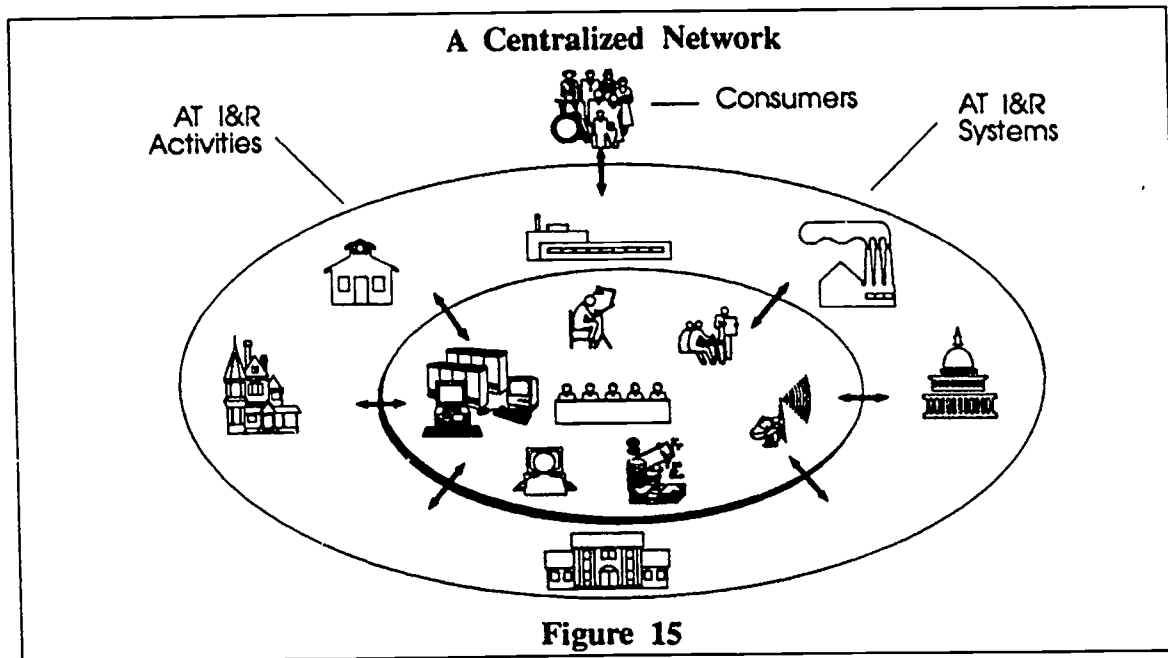 A Centralized Network
Consumers
AT I&R
Activities
AT I&R
Systems
Figure 15